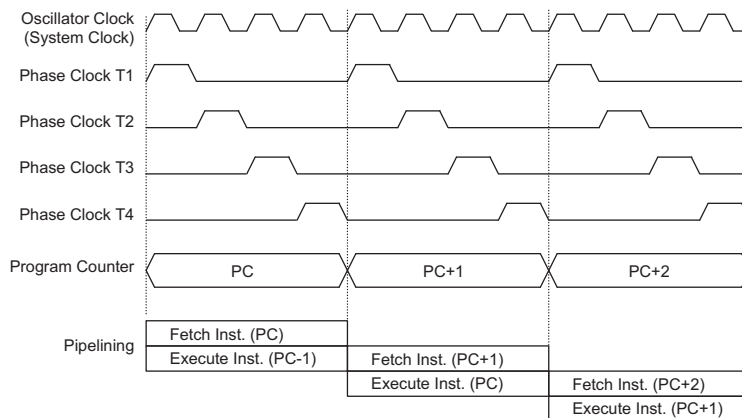 Oscillator Clock
(System Clock)
Phase Clock T1
Phase Clock T2
Phase Clock T3
Phase Clock T4
Program Counter
PC
PC+1
PC+2
Pipelining
Fetch Inst. (PC)
Execute Inst. (PC-1)
Fetch Inst. (PC+1)
Execute Inst. (PC)
Fetch Inst. (PC+2)
Execute Inst. (PC+1)